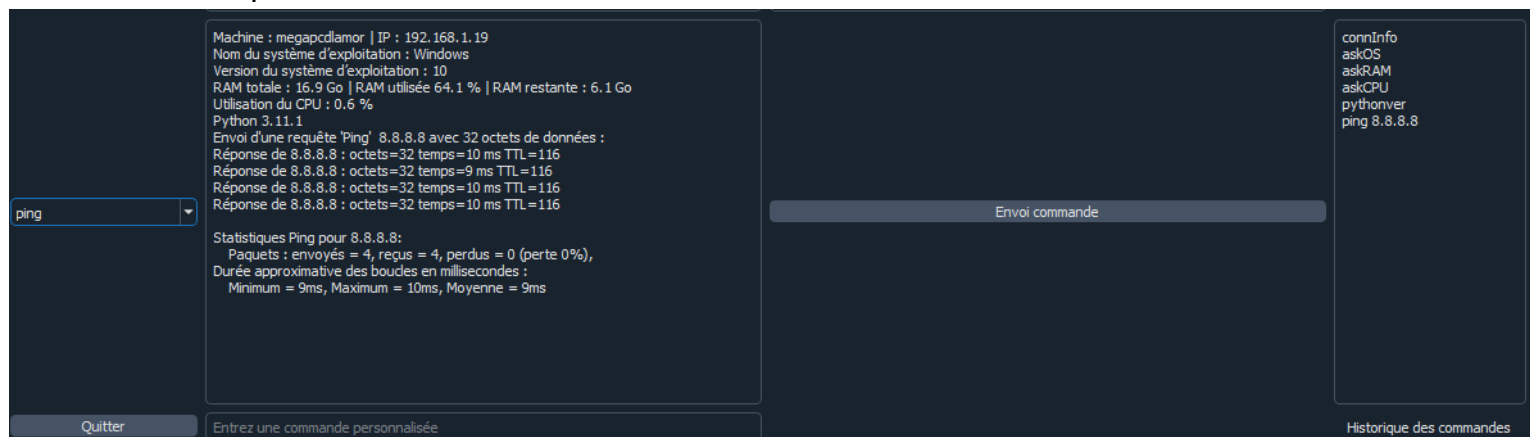 ping
Quitter
Machine : megapcdlamor | IP : 192.168.1.19
Nom du système d'exploitation : Windows
Version du système d'exploitation : 10
RAM totale : 16.9 Go | RAM utilisée 64.1 % | RAM restante : 6.1 Go
Utilisation du CPU : 0.6 %
Python 3.11.1
Envoi d'une requête 'Ping'  8.8.8.8 avec 32 octets de données :
Réponse de 8.8.8.8 : octets=32 temps=10 ms TTL=116
Réponse de 8.8.8.8 : octets=32 temps=9 ms TTL=116
Réponse de 8.8.8.8 : octets=32 temps=10 ms TTL=116
Réponse de 8.8.8.8 : octets=32 temps=10 ms TTL=116
Statistiques Ping pour 8.8.8.8:
Paquets : envoyés = 4, reçus = 4, perdus = 0 (perte 0%),
Durée approximative des boucles en millisecondes :
Minimum = 9ms, Maximum = 10ms, Moyenne = 9ms
Entrez une commande personnalisée
Envoi commande
connInfo
askOS
askRAM
askCPU
pythonver
ping 8.8.8.8
Historique des commandes